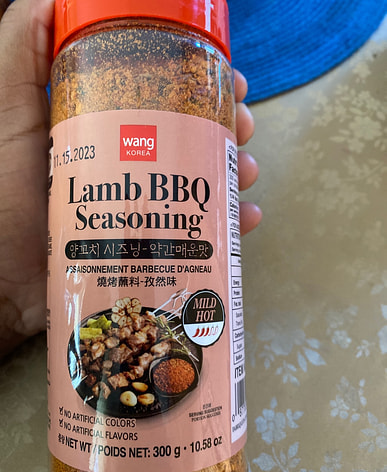 11.15.2023
wang
KOREA
Lamb BBQ
Seasoning
양꼬치 시즈닝-약간매운맛
ASSAISONNEMENT BARBECUE D'AGNEAU
燒烤蘸料-孜然味
MILD
HOT
NO ARTIFICIAL COLORS
NO ARTIFICIAL FLAVORS
NET WT/POIDS NET: 300 g · 10.58 oz
ITEM